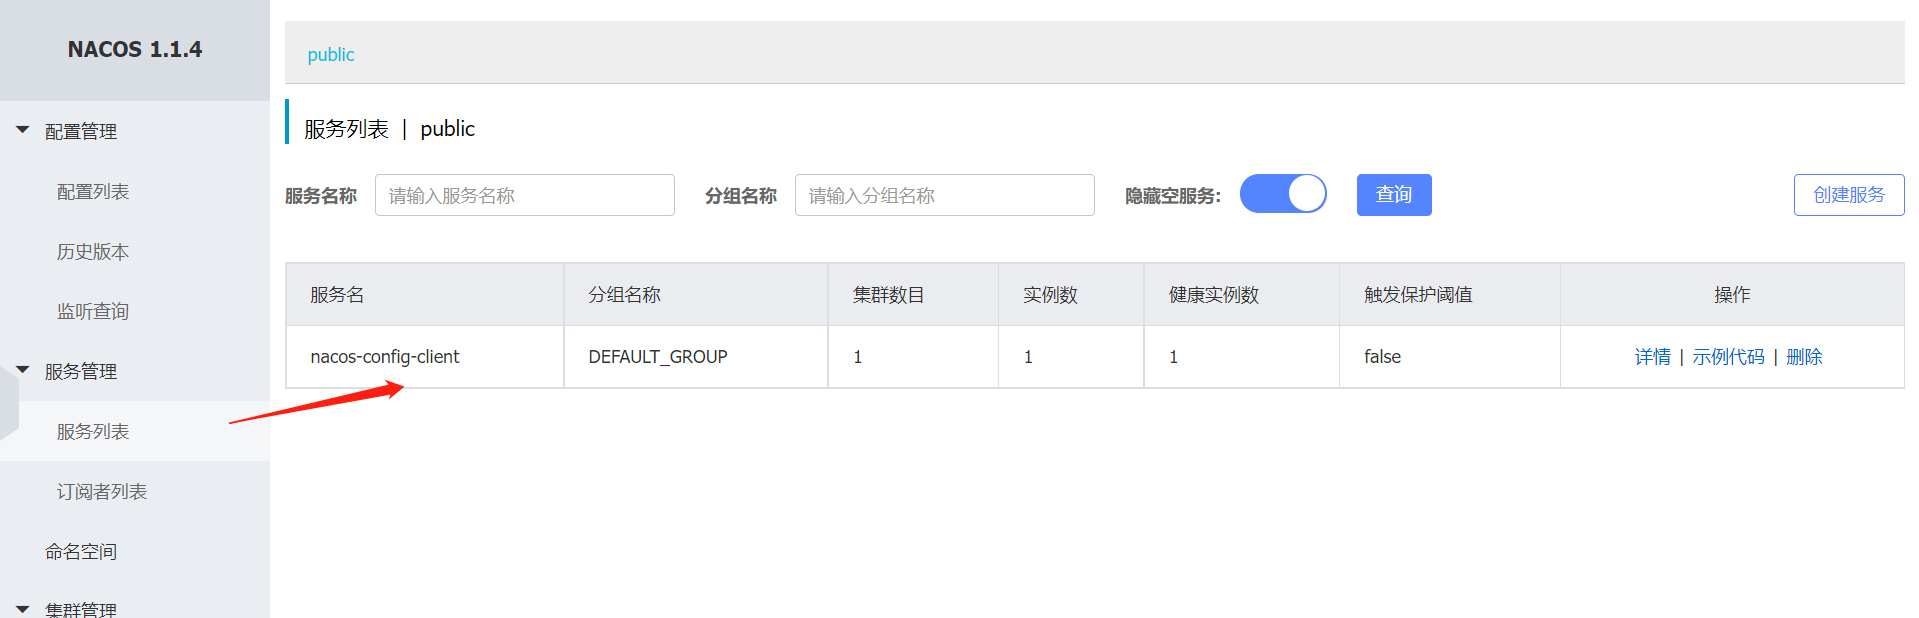 NACOS 1.1.4
配置管理
配置列表
历史版本
监听查询
服务管理
服务列表
订阅者列表
命名空间
集群管理
public
服务列表 | public
服务名称 请输入服务名称 分组名称 请输入分组名称 隐藏空服务: 查询 创建服务
服务名 分组名称 集群数目 实例数 健康实例数 触发保护阈值 操作
nacos-config-client DEFAULT_GROUP 1 1 1 false 详情 | 示例代码 | 删除